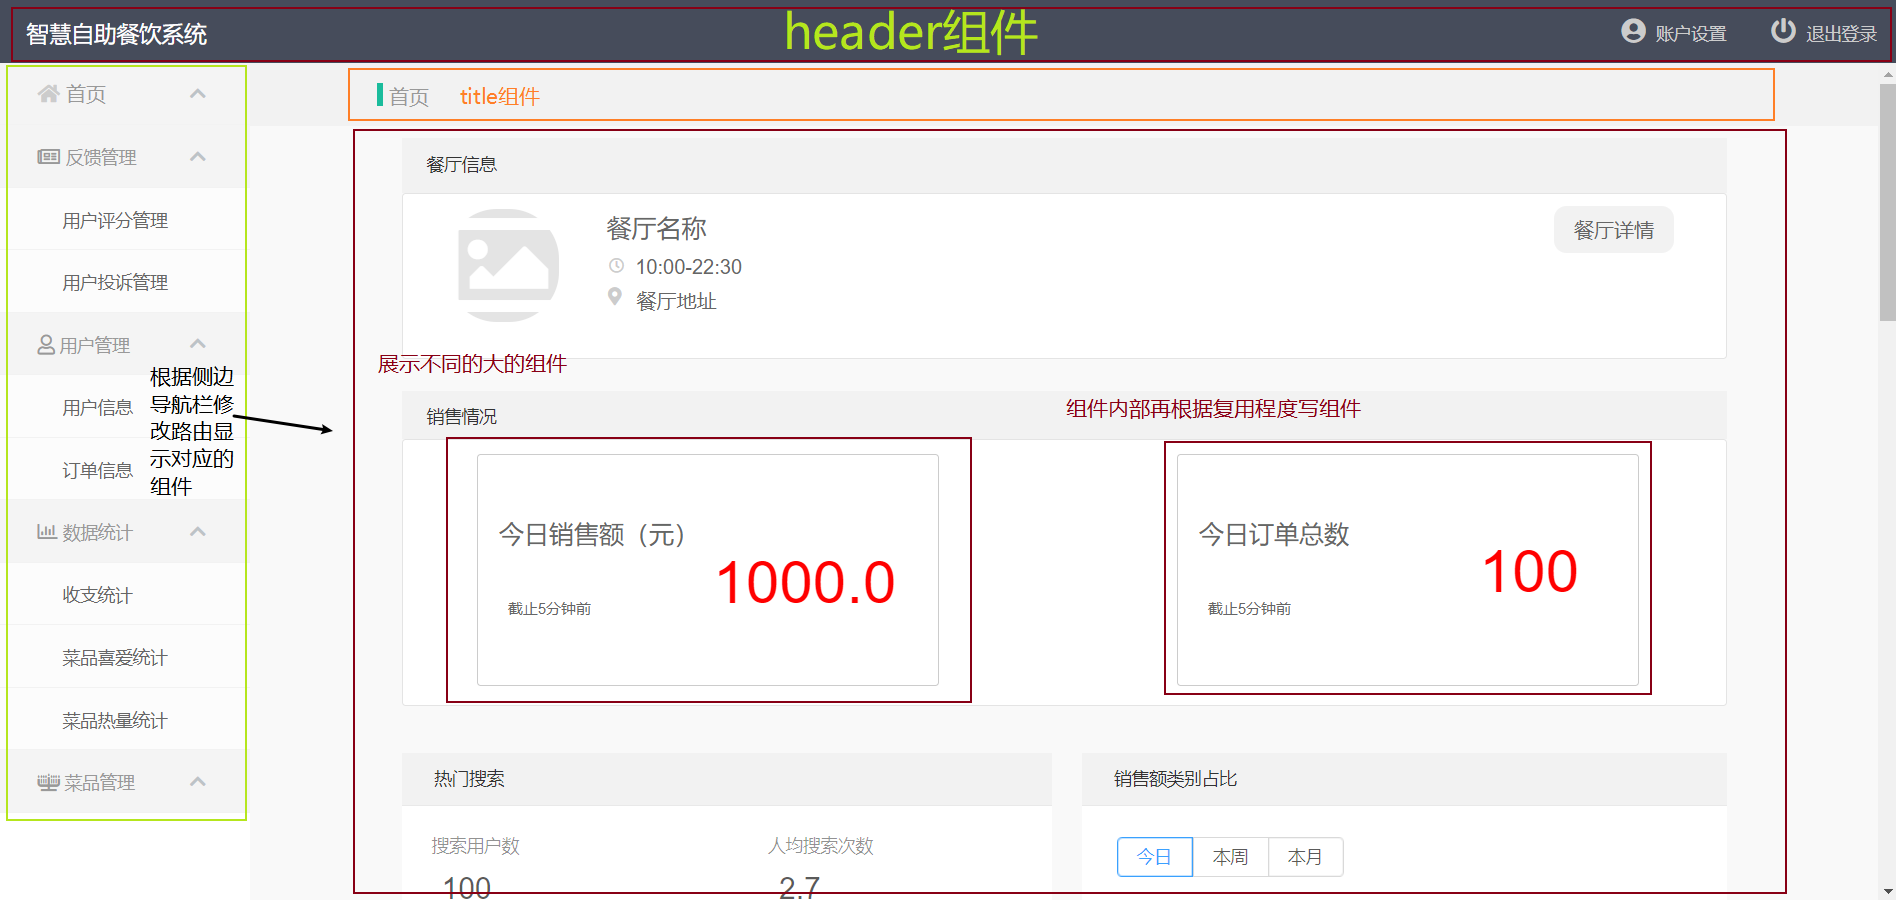 智慧自助餐饮系统
header组件
账户设置
退出登录
首页
反馈管理
用户评分管理
用户投诉管理
用户管理
用户信息
订单信息
根据侧边
导航栏修
改路由显
示对应的
组件
数据统计
收支统计
菜品喜爱统计
菜品热量统计
菜品管理
首页
title组件
餐厅信息
餐厅名称
10:00-22:30
餐厅地址
餐厅详情
展示不同的大的组件
销售情况
组件内部再根据复用程度写组件
今日销售额（元）
1000.0
截止5分钟前
今日订单总数
100
截止5分钟前
热门搜索
搜索用户数
100
人均搜索次数
2.7
销售额类别占比
今日
本周
本月